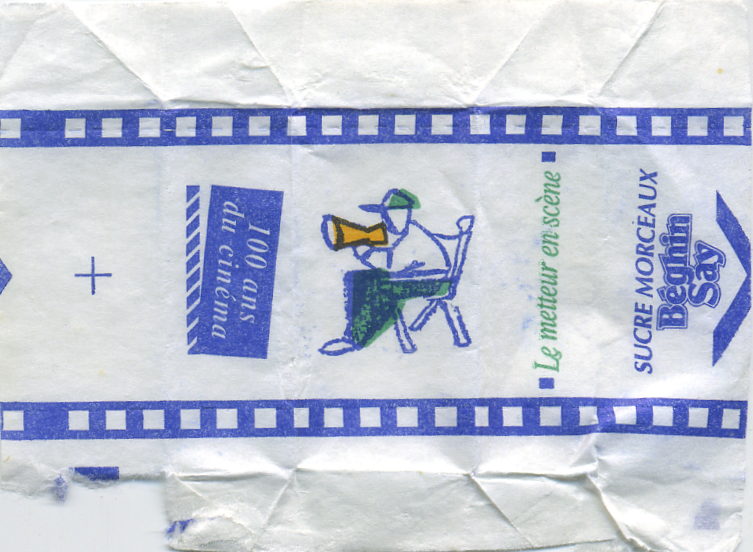 100 ans
du cinéma
Le metteur en scène
SUCRE MORCEAUX
Béghin
Say